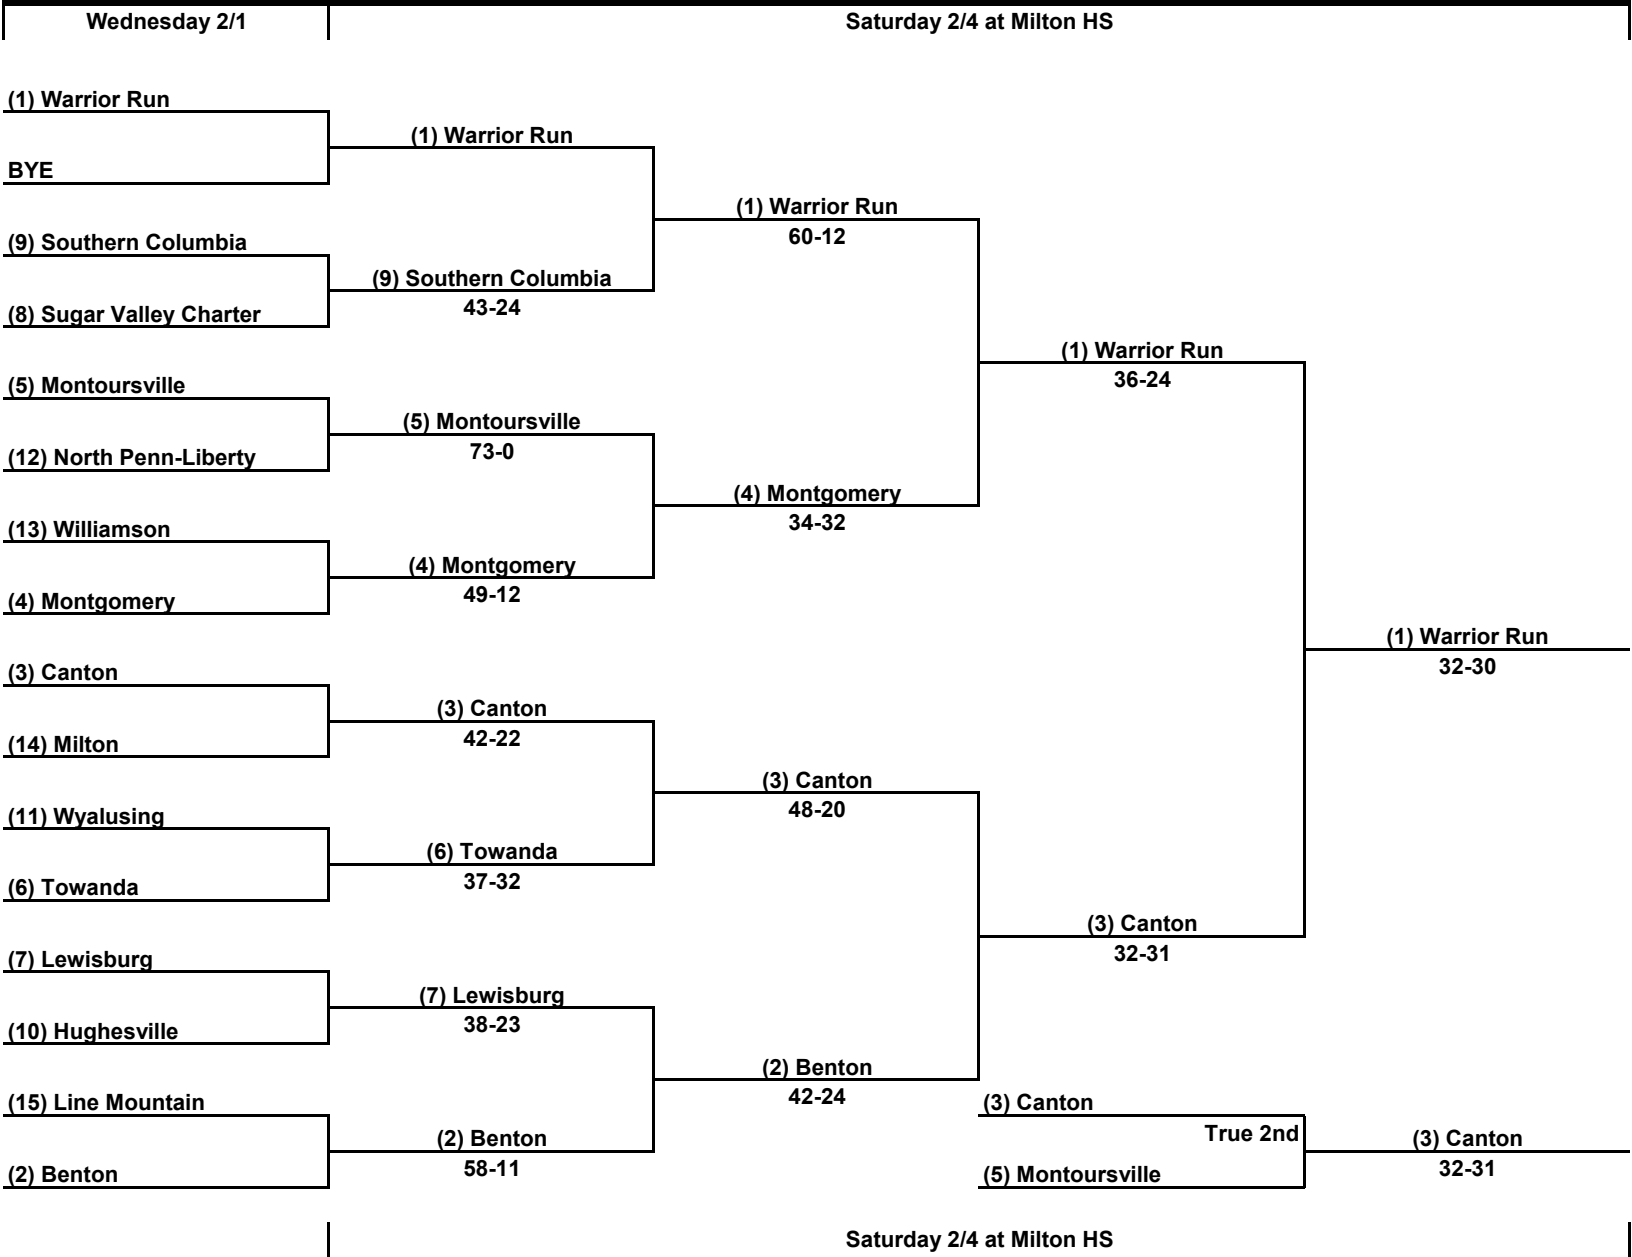 Wednesday 2/1
Saturday 2/4 at Milton HS
(1) Warrior Run
(1) Warrior Run
BYE
(1) Warrior Run
60-12
(9) Southern Columbia
(9) Southern Columbia
43-24
(8) Sugar Valley Charter
(1) Warrior Run
36-24
(5) Montoursville
(5) Montoursville
73-0
(12) North Penn-Liberty
(4) Montgomery
34-32
(13) Williamson
(4) Montgomery
49-12
(4) Montgomery
(1) Warrior Run
32-30
(3) Canton
(3) Canton
42-22
(14) Milton
(3) Canton
48-20
(11) Wyalusing
(6) Towanda
37-32
(6) Towanda
(3) Canton
32-31
(7) Lewisburg
(7) Lewisburg
38-23
(10) Hughesville
(2) Benton
42-24
(15) Line Mountain
(3) Canton
True 2nd
(2) Benton
58-11
(3) Canton
32-31
(2) Benton
(5) Montoursville
Saturday 2/4 at Milton HS